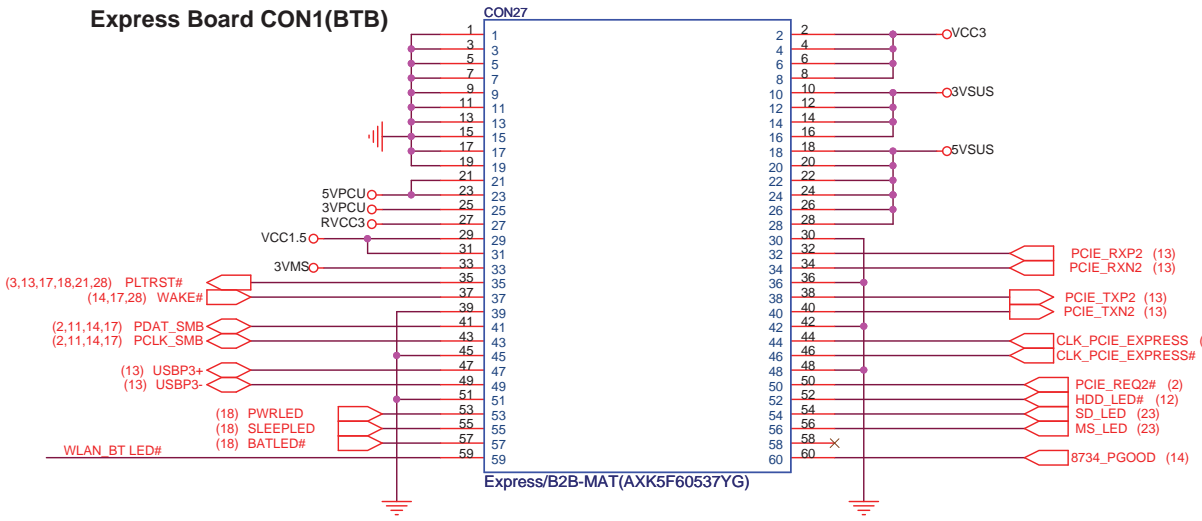 Express Board CON1(BTB)
CON27
1 1 2 2 VCC3
3 3 4 4
5 5 6 6
7 7 8 8
9 9 10 10 3VSUS
11 11 12 12
13 13 14 14
15 15 16 16
17 17 18 18 5VSUS
19 19 20 20
21 21 22 22
5VPCU 23 23 24 24
3VPCU 25 25 26 26
RVCC3 27 27 28 28
VCC1.5 29 29 30 30
31 31 32 32 PCIE_RXP2 (13)
3VMS 33 33 34 34 PCIE_RXN2 (13)
(3,13,17,18,21,28) PLTRST# 35 35 36 36
(14,17,28) WAKE# 37 37 38 38 PCIE_TXP2 (13)
39 39 40 40 PCIE_TXN2 (13)
(2,11,14,17) PDAT_SMB 41 41 42 42
(2,11,14,17) PCLK_SMB 43 43 44 44 CLK_PCIE_EXPRESS (
45 45 46 46 CLK_PCIE_EXPRESS#
(13) USBP3+ 47 47 48 48
(13) USBP3- 49 49 50 50 PCIE_REQ2# (2)
51 51 52 52 HDD_LED# (12)
(18) PWRLED 53 53 54 54 SD_LED (23)
(18) SLEEPLED 55 55 56 56 MS_LED (23)
(18) BATLED# 57 57 58 58
WLAN_BT LED# 59 59 60 60 8734_PGOOD (14)
Express/B2B-MAT(AXK5F60537YG)